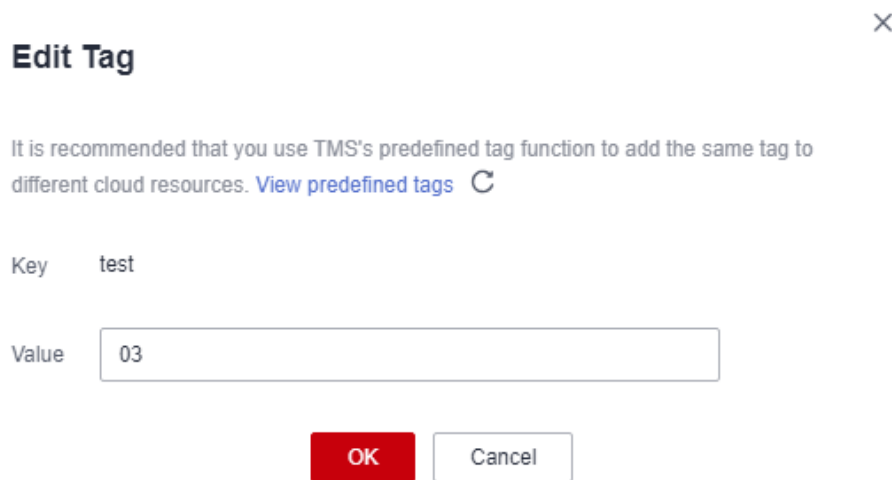 Edit Tag
It is recommended that you use TMS's predefined tag function to add the same tag to
different cloud resources. View predefined tags
Key test
Value 03
OK Cancel